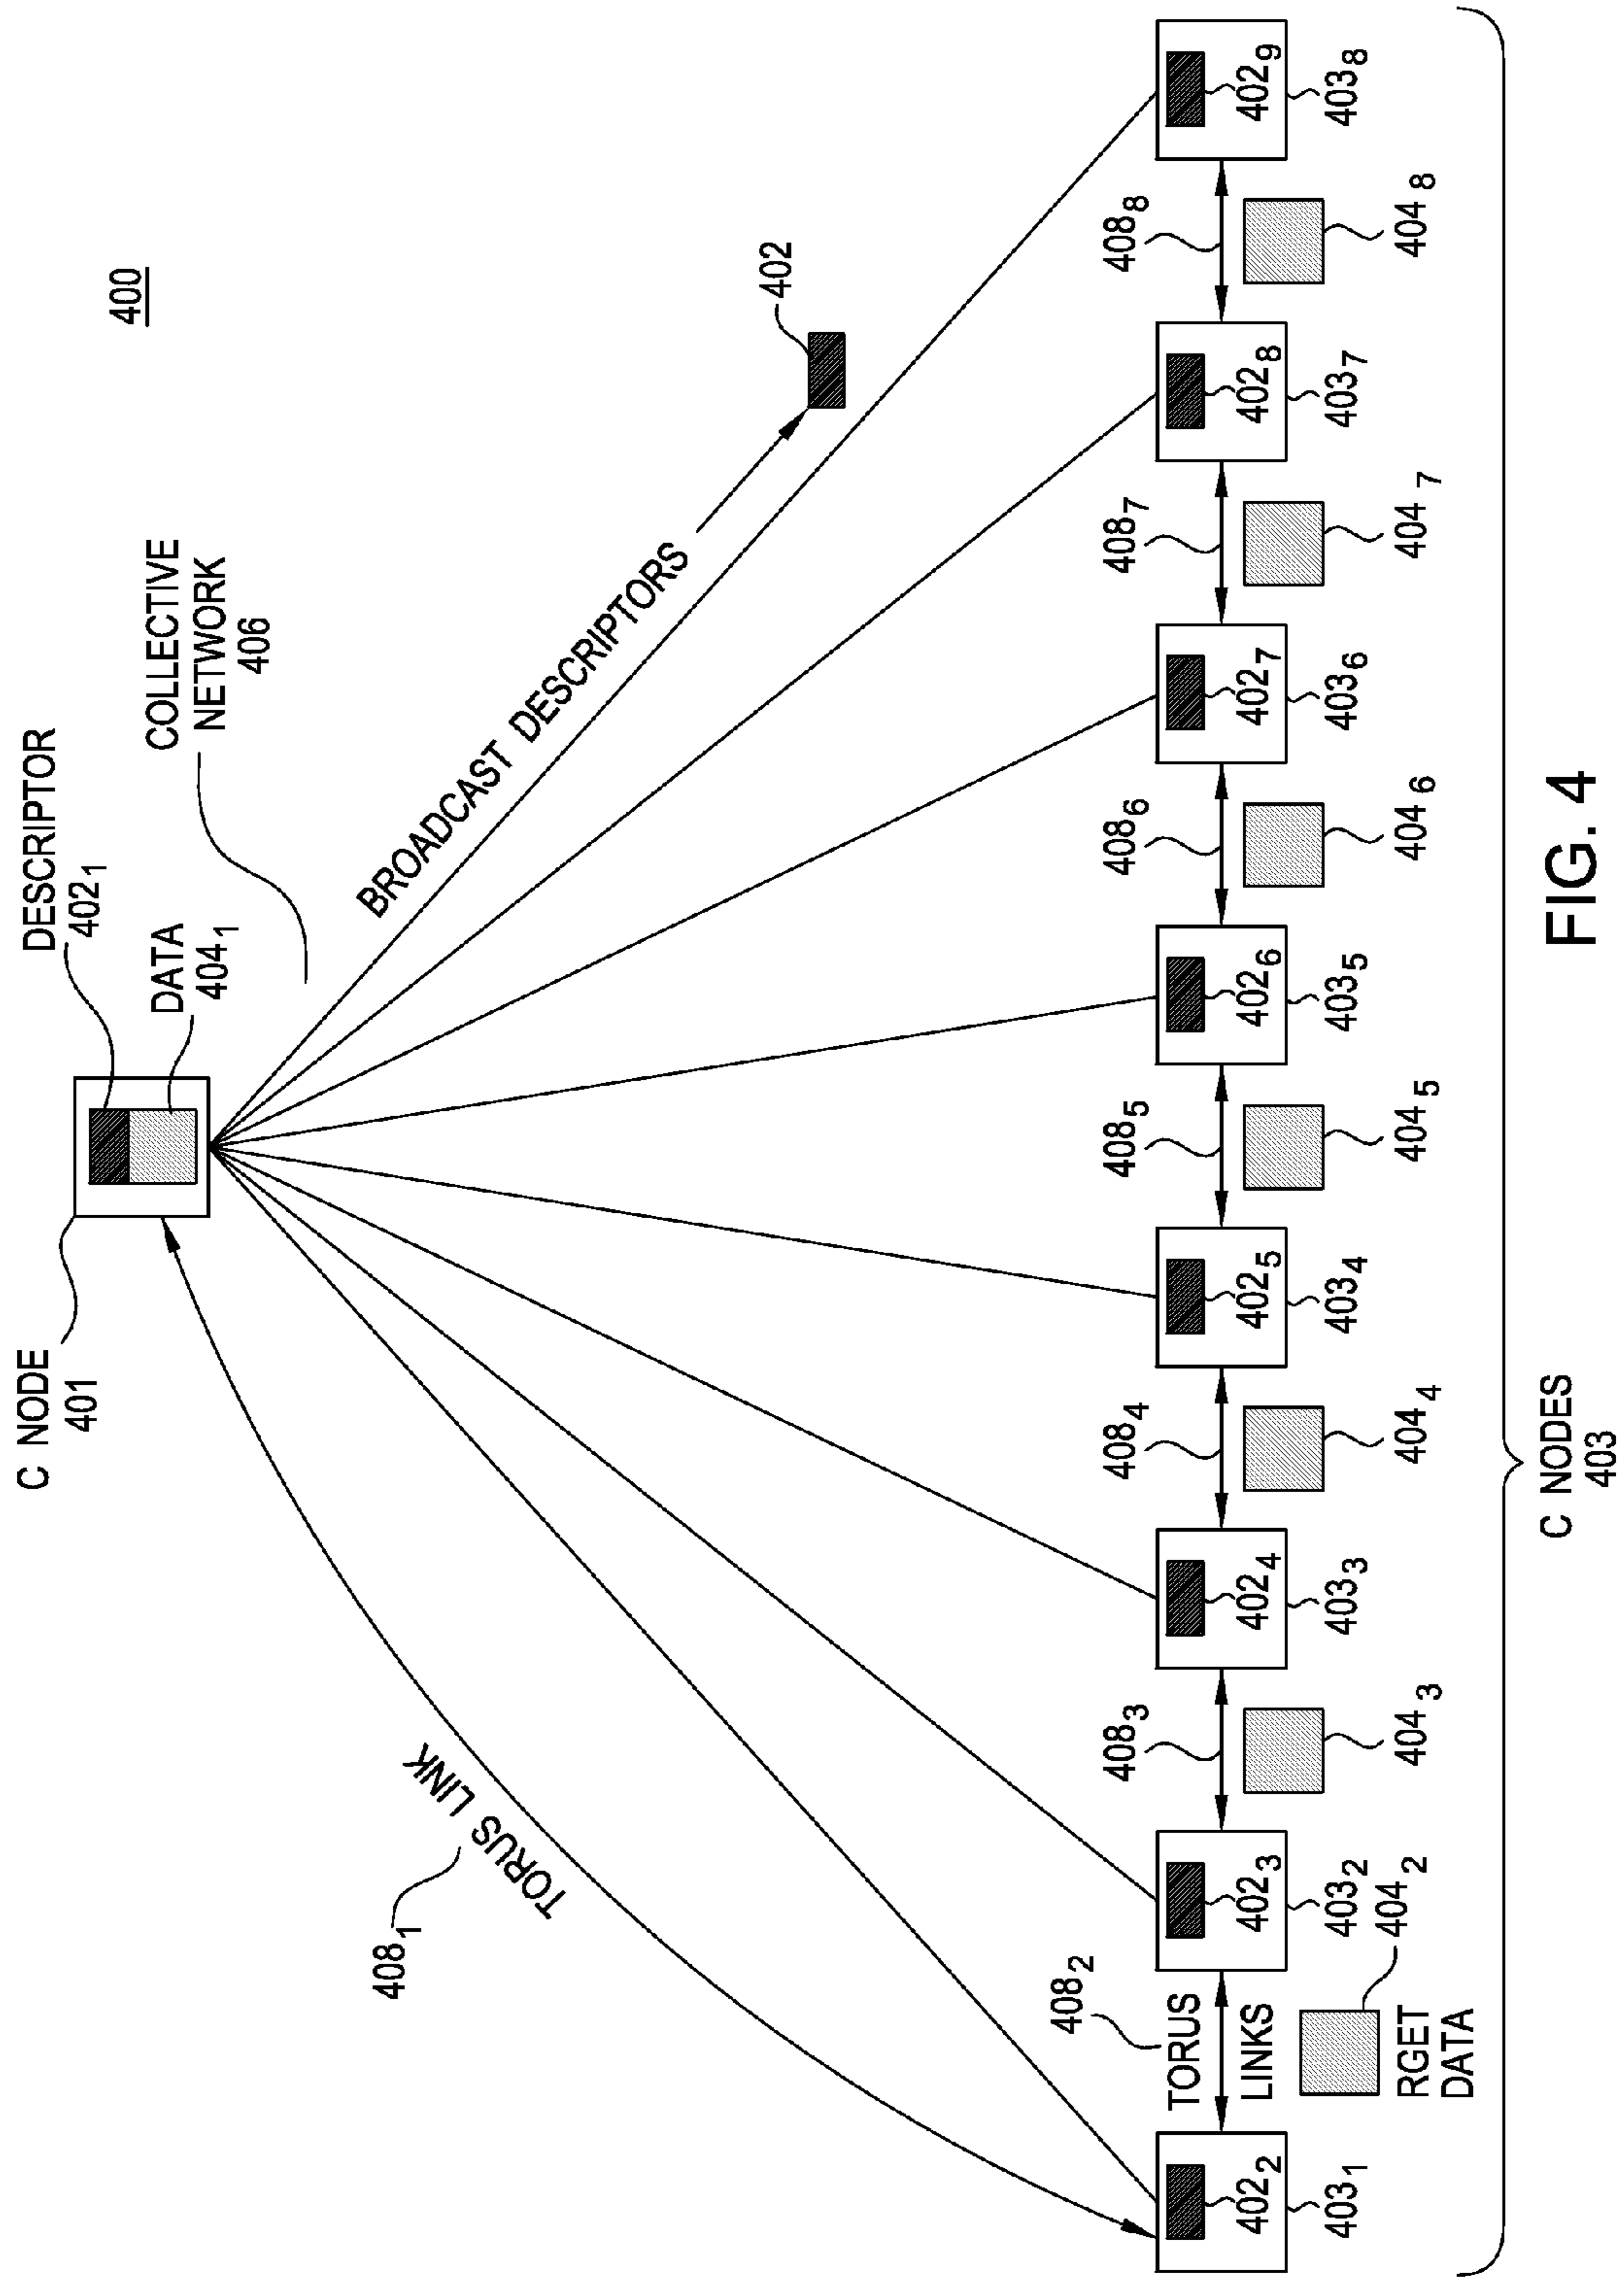 400
C NODE
401
DESCRIPTOR
402₁
DATA
404₁
COLLECTIVE
NETWORK
406
BROADCAST DESCRIPTORS
402
TORUS LINK
408₁
408₂
TORUS
LINKS
408₃
408₄
408₅
408₆
408₇
408₈
402₂
402₃
402₄
402₅
402₆
402₇
402₈
402₉
403₁
403₂
403₃
403₄
403₅
403₆
403₇
403₈
RGET
DATA
404₂
404₃
404₄
404₅
404₆
404₇
404₈
C NODES
403
FIG. 4